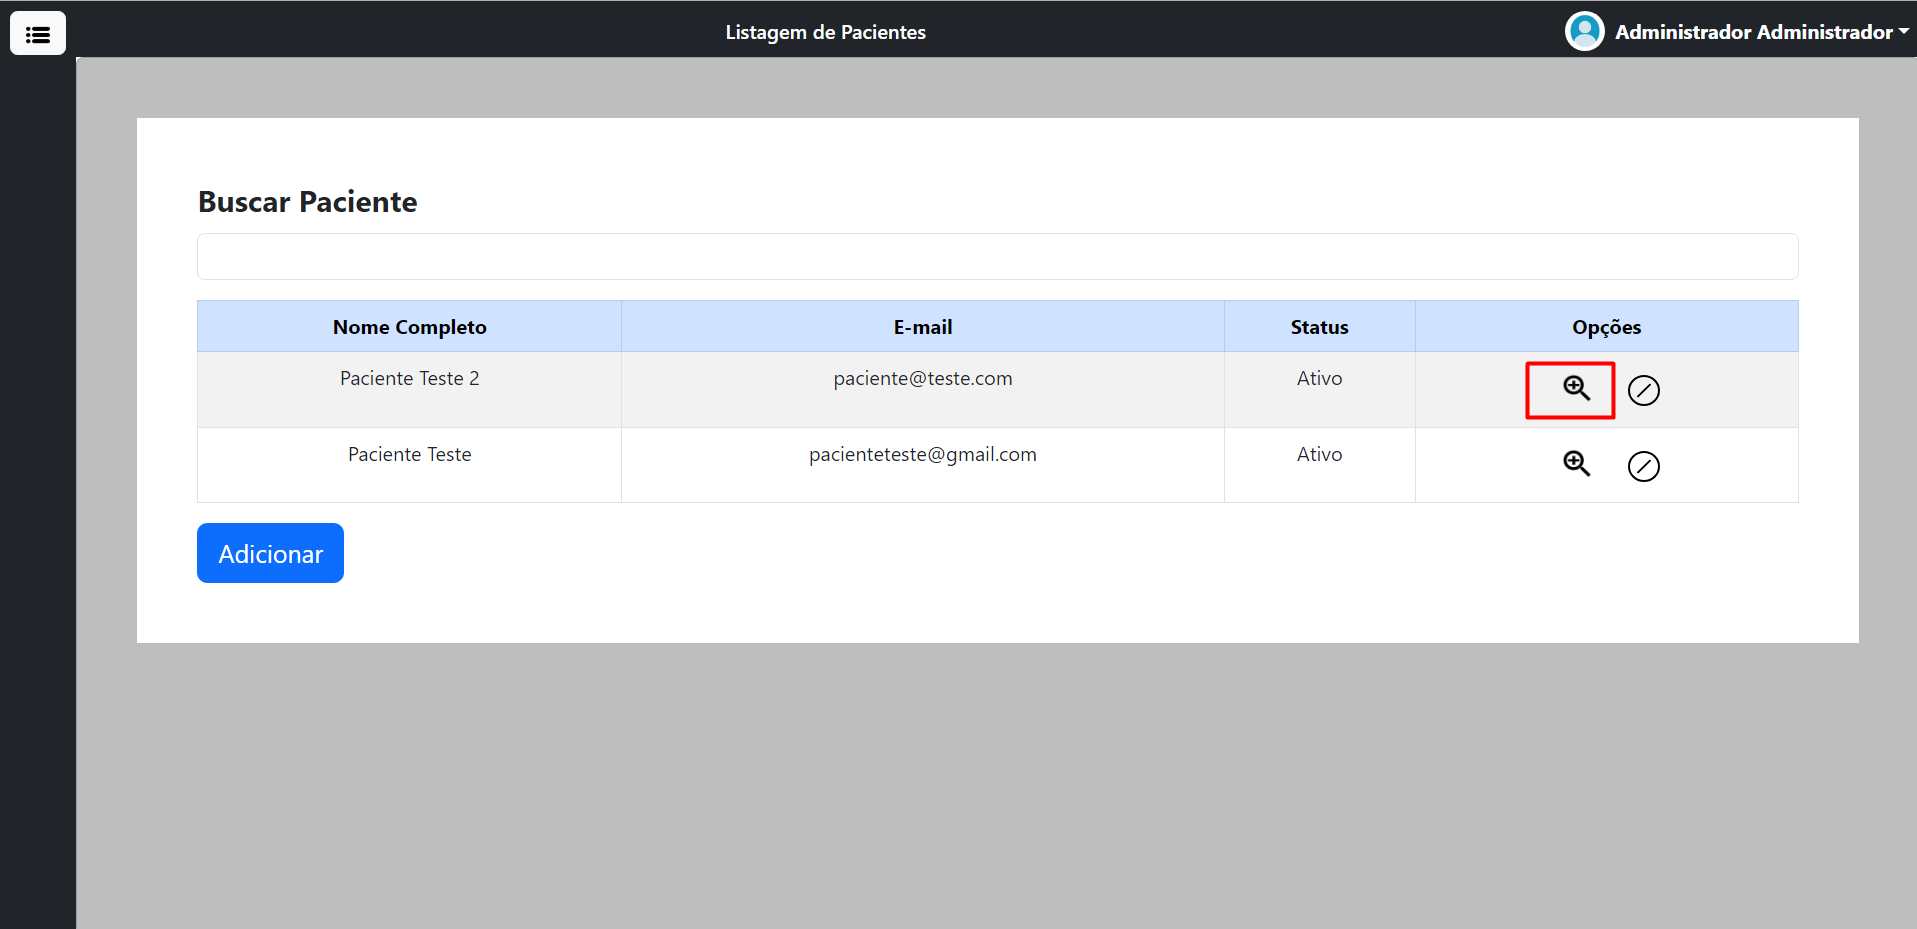 Listagem de Pacientes
Administrador Administrador
Buscar Paciente
Nome Completo E-mail Status Opções
Paciente Teste 2 paciente@teste.com Ativo
Paciente Teste pacienteteste@gmail.com Ativo
Adicionar